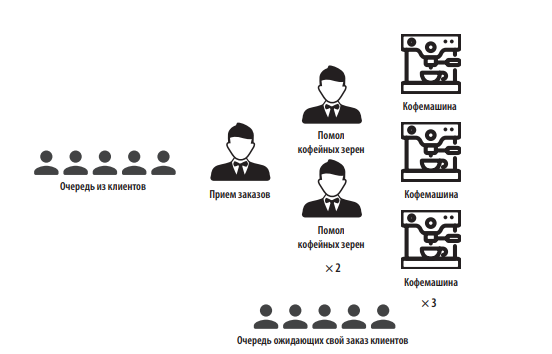 Очередь из клиентов
Прием заказов
Помол
кофейных зерен
Помол
кофейных зерен
× 2
Кофемашина
Кофемашина
Кофемашина
× 3
Очередь ожидающих свой заказ клиентов